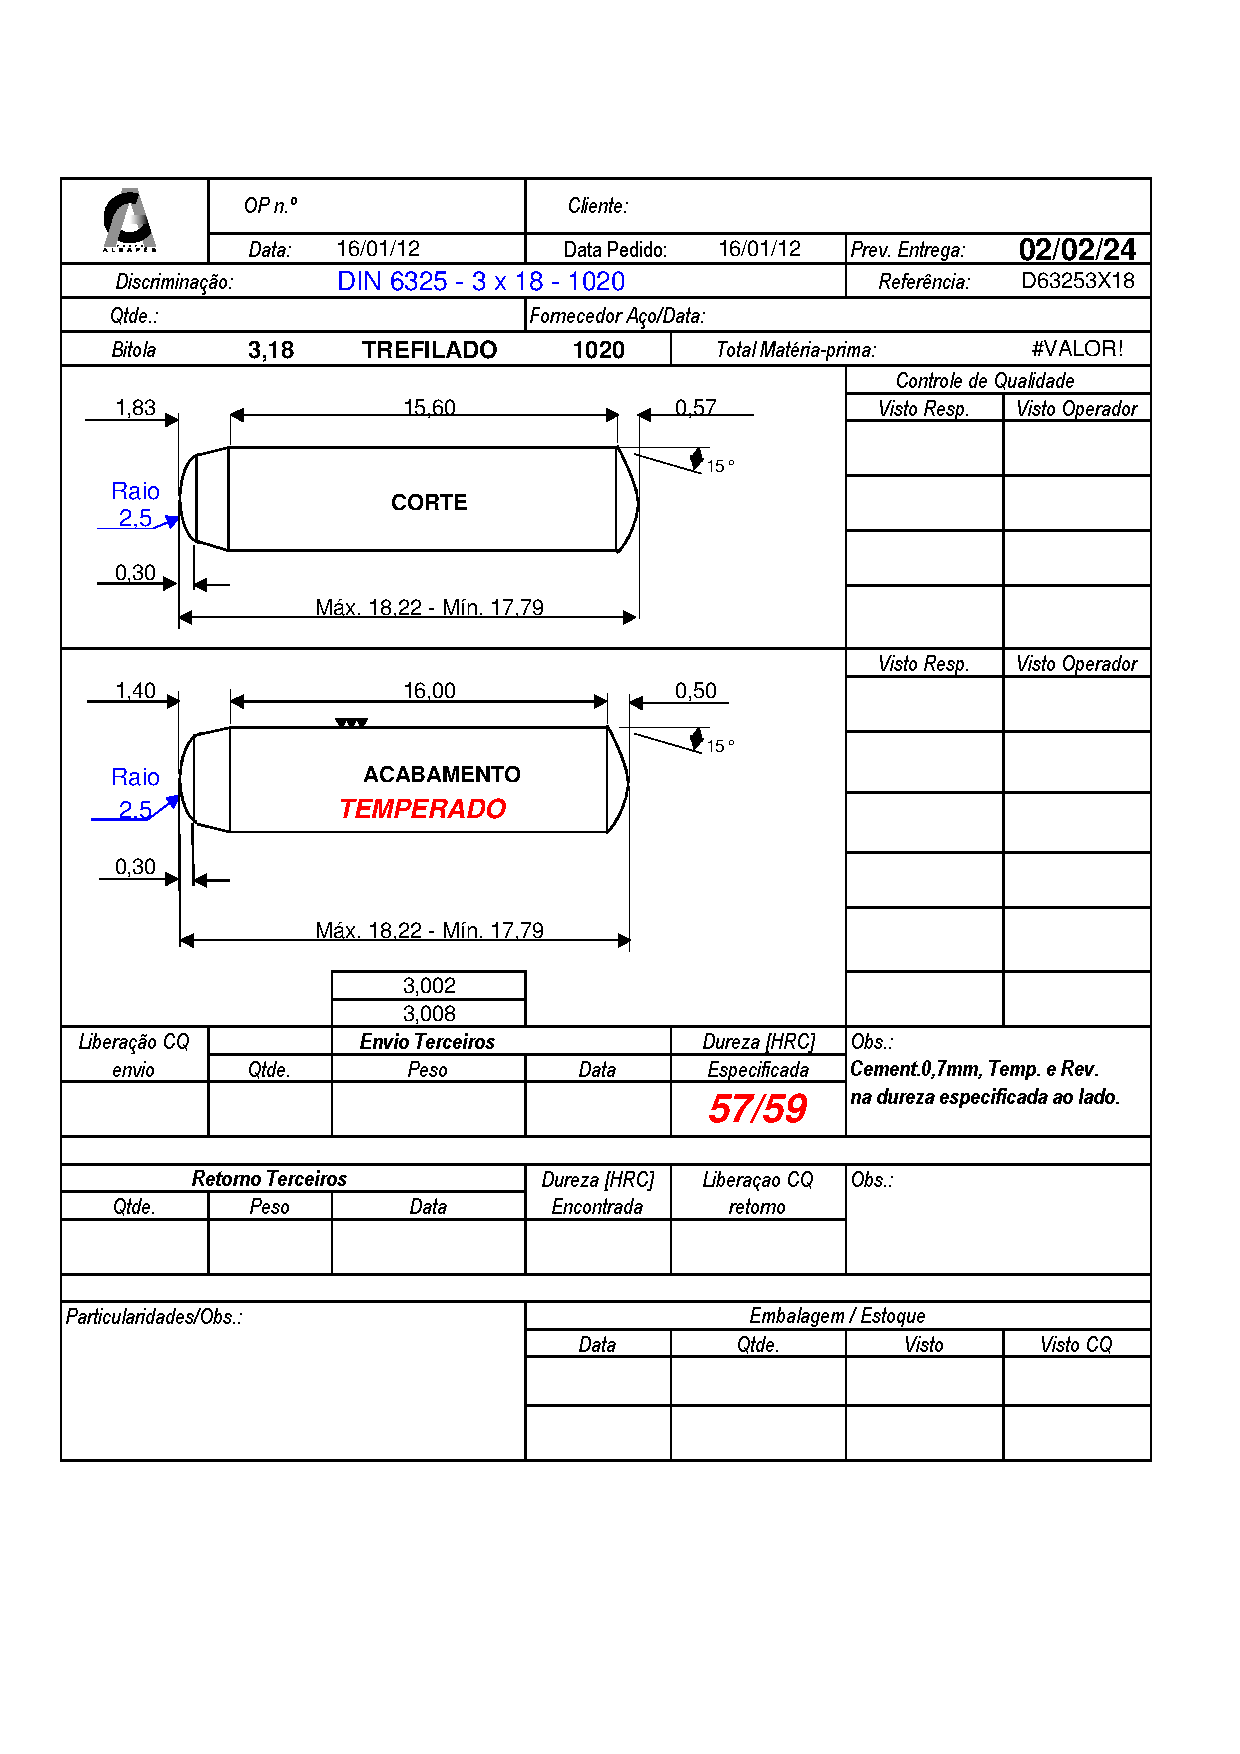 ALBAPES
OP n.º Cliente:
Data: 16/01/12 Data Pedido: 16/01/12 Prev. Entrega: 02/02/24
Discriminação: DIN 6325 - 3 x 18 - 1020 Referência: D63253X18
Qtde.: Fornecedor Aço/Data:
Bitola 3,18 TREFILADO 1020 Total Matéria-prima: #VALOR!
Controle de Qualidade
1,83 15,60 0,57 Visto Resp. Visto Operador
15 º
Raio
CORTE
2,5
0,30
Máx. 18,22 - Mín. 17,79
Visto Resp. Visto Operador
1,40 16,00 0,50
15 º
Raio ACABAMENTO
2,5 TEMPERADO
0,30
Máx. 18,22 - Mín. 17,79
3,002
3,008
Liberação CQ Envio Terceiros Dureza [HRC] Obs.:
envio Qtde. Peso Data Especificada Cement.0,7mm, Temp. e Rev.
57/59 na dureza especificada ao lado.
Retorno Terceiros Dureza [HRC] Liberaçao CQ Obs.:
Qtde. Peso Data Encontrada retorno
Particularidades/Obs.: Embalagem / Estoque
Data Qtde. Visto Visto CQ